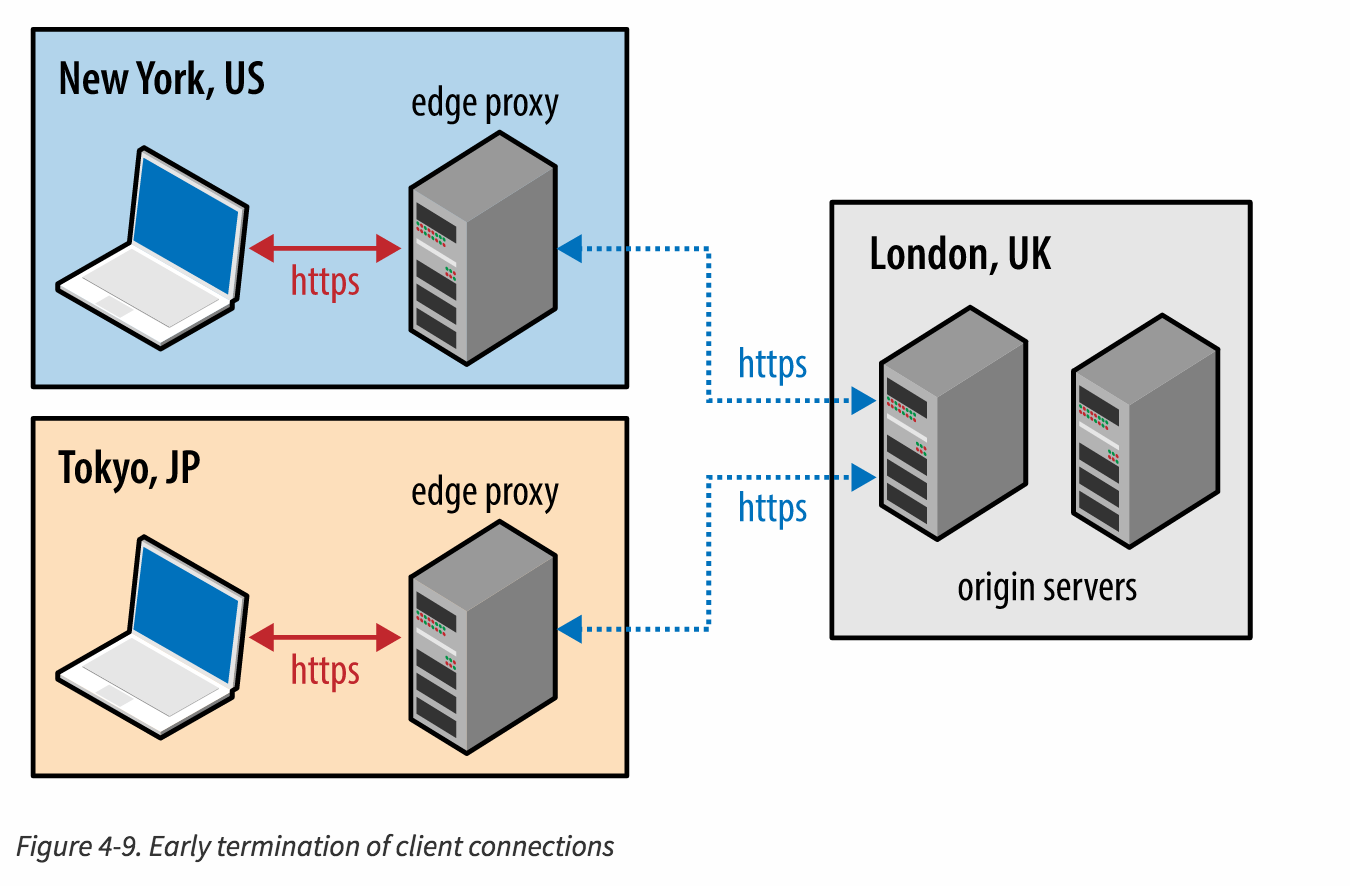 New York, US
edge proxy
https
https
London, UK
Tokyo, JP
edge proxy
https
https
origin servers
Figure 4-9. Early termination of client connections